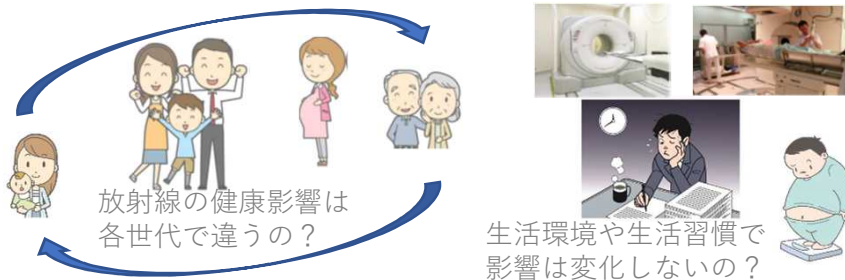 放射線の健康影響は
各世代で違うの？
生活環境や生活習慣で
影響は変化しないの？